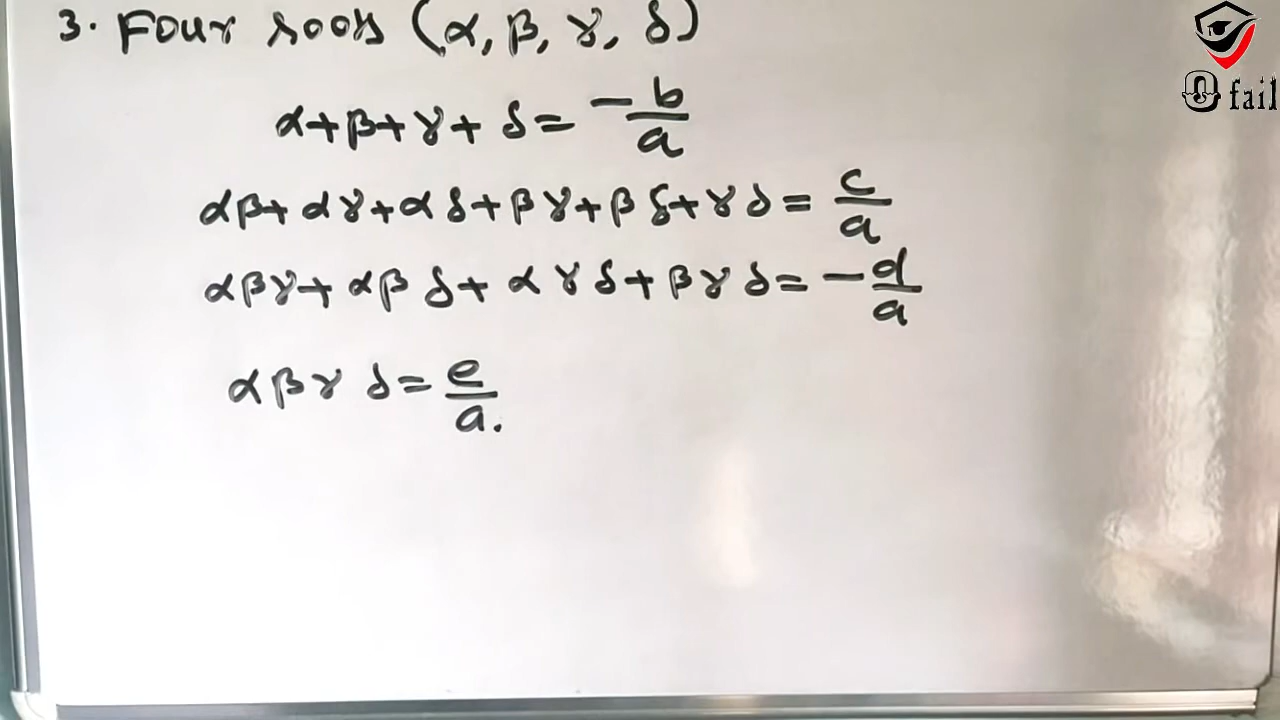 3. Four roots (α, β, γ, δ)
α+β+γ+δ= -b/a
αβ+αγ+αδ+βγ+βδ+γδ= c/a
αβγ+αβδ+αγδ+βγδ= -d/a
αβγδ= e/a.
0 fail